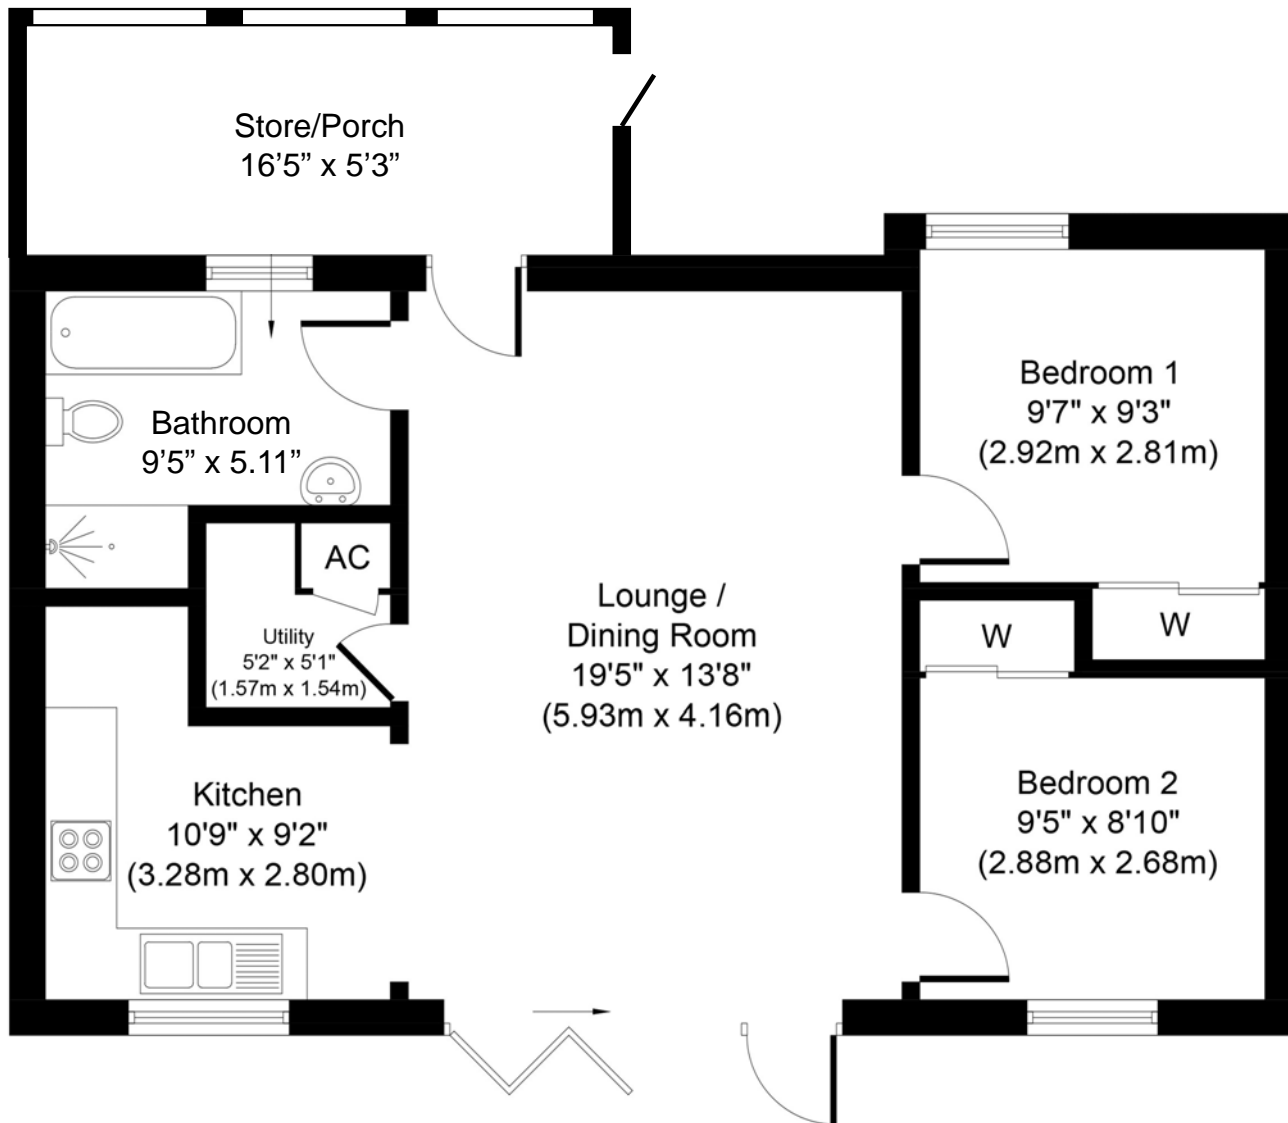 Store/Porch
16’5” x 5’3”
Bathroom
9’5” x 5.11”
AC
Utility
5'2" x 5'1"
(1.57m x 1.54m)
Kitchen
10'9" x 9'2"
(3.28m x 2.80m)
Lounge /
Dining Room
19'5" x 13'8"
(5.93m x 4.16m)
Bedroom 1
9'7" x 9'3"
(2.92m x 2.81m)
W
W
Bedroom 2
9'5" x 8'10"
(2.88m x 2.68m)